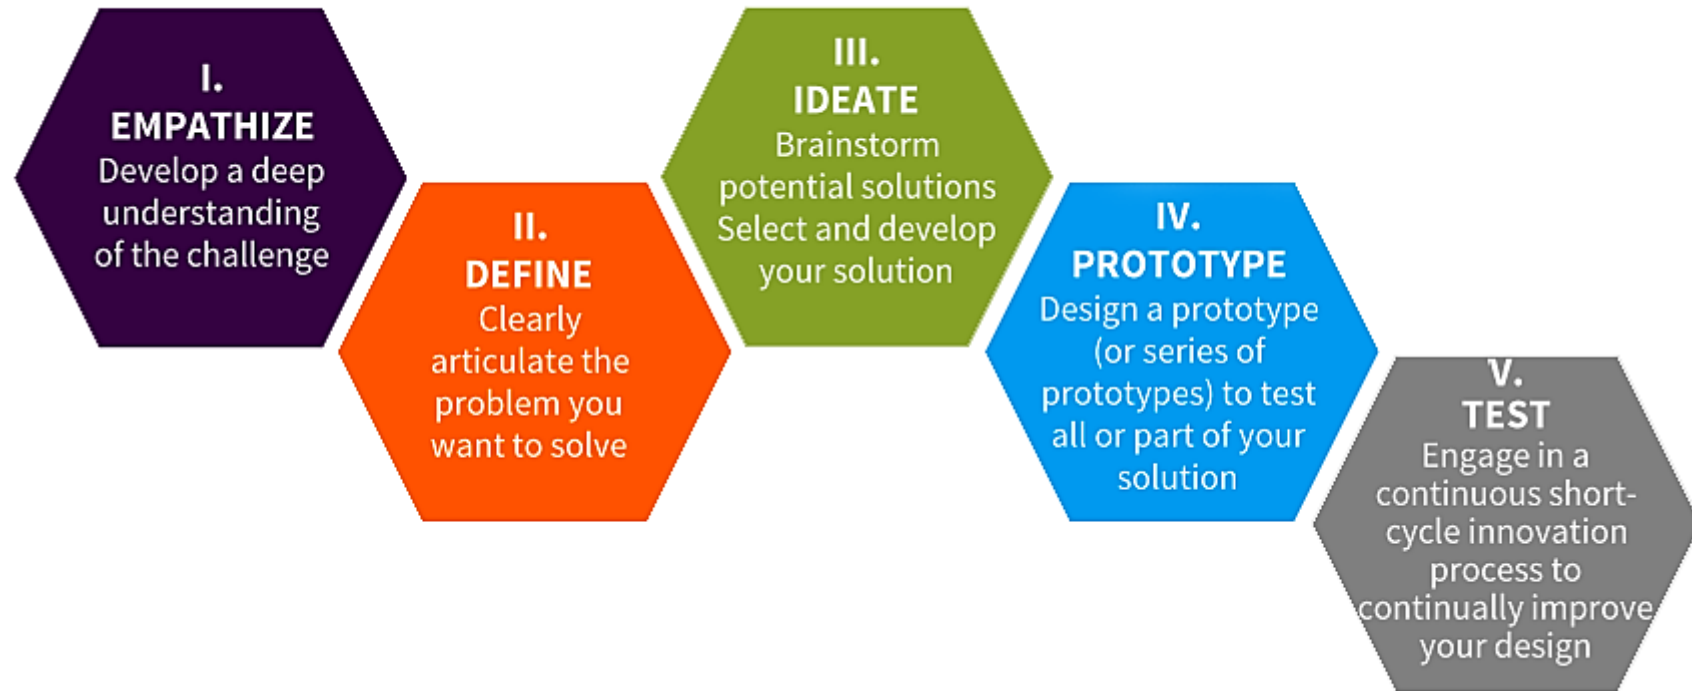 I.
EMPATHIZE
Develop a deep
understanding
of the challenge
II.
DEFINE
Clearly
articulate the
problem you
want to solve
III.
IDEATE
Brainstorm
potential solutions
Select and develop
your solution
IV.
PROTOTYPE
Design a prototype
(or series of
prototypes) to test
all or part of your
solution
V.
TEST
Engage in a
continuous short-
cycle innovation
process to
continually improve
your design